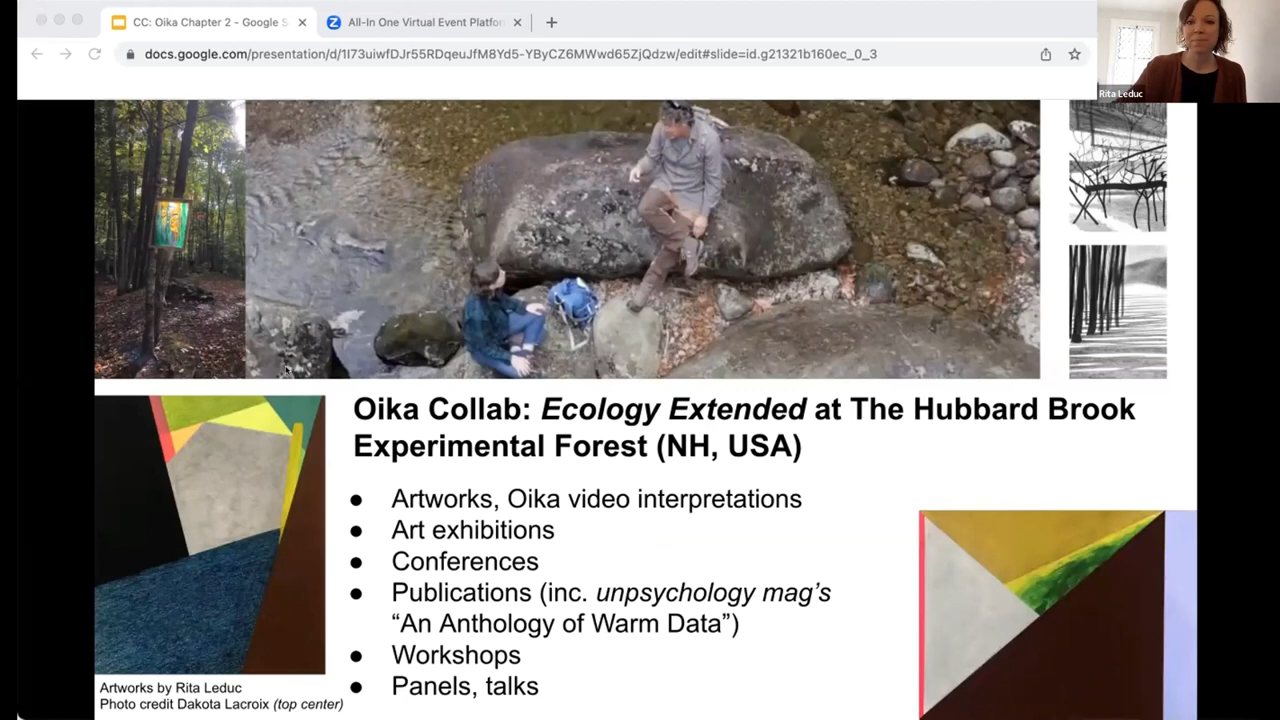 CC: Oika Chapter 2 - Google S
All-In One Virtual Event Platfor
docs.google.com/presentation/d/1I73uiwfDJr55RDqeuJfM8Yd5-YByCZ6MWwd65ZjQdzw/edit#slide=id.g21321b160ec_0_3
Rita Leduc
Oika Collab: Ecology Extended at The Hubbard Brook
Experimental Forest (NH, USA)
● Artworks, Oika video interpretations
● Art exhibitions
● Conferences
● Publications (inc. unpsychology mag's
“An Anthology of Warm Data”)
● Workshops
● Panels, talks
Artworks by Rita Leduc
Photo credit Dakota Lacroix (top center)